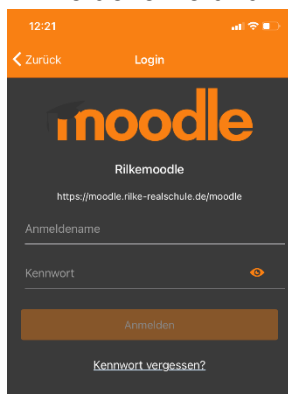 12:21
Zurück Login
moodle
Rilkemoodle
https://moodle.rilke-realschule.de/moodle
Anmeldename
Kennwort
Anmelden
Kennwort vergessen?